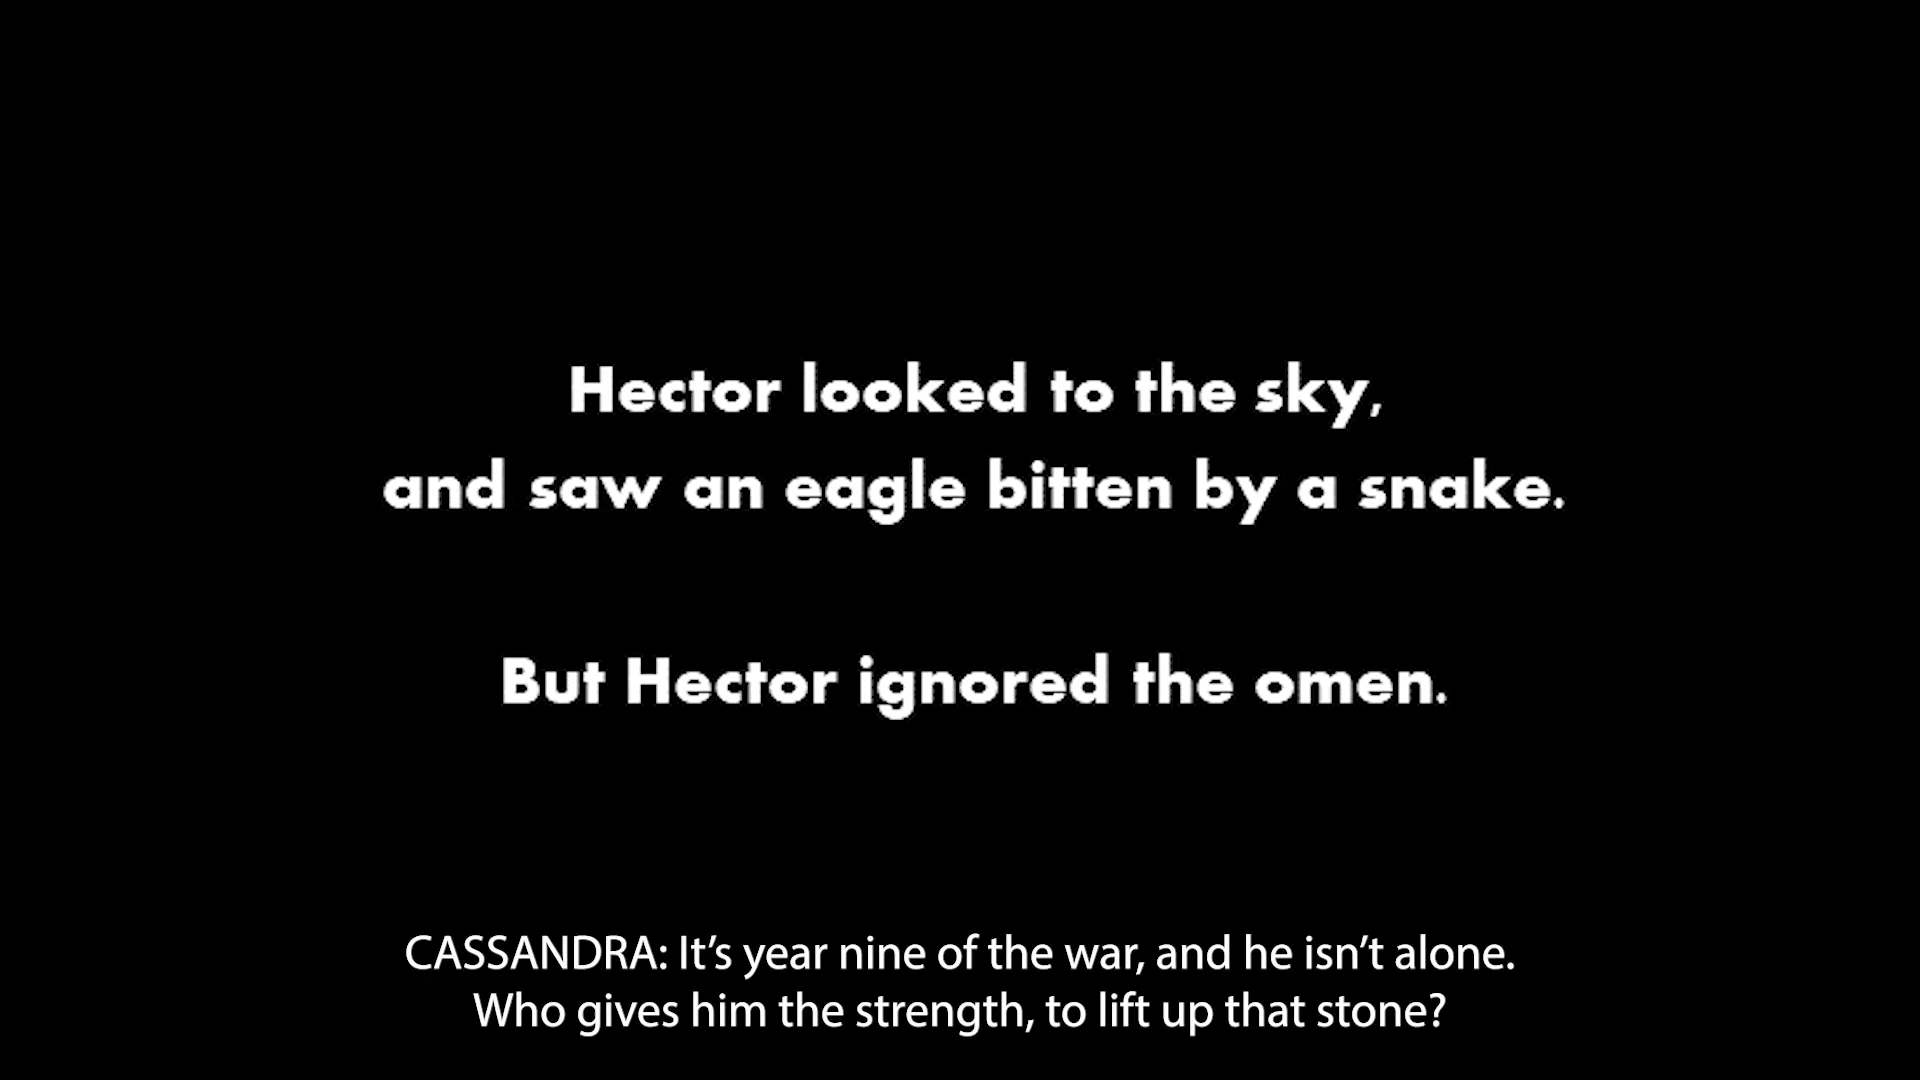 Hector looked to the sky,
and saw an eagle bitten by a snake.
But Hector ignored the omen.
CASSANDRA: It’s year nine of the war, and he isn’t alone.
Who gives him the strength, to lift up that stone?